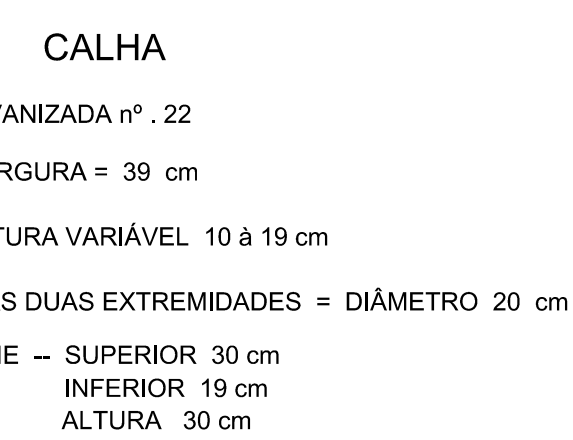 CALHA
VANIZADA nº . 22
RGURA = 39 cm
TURA VARIÁVEL 10 à 19 cm
AS DUAS EXTREMIDADES = DIÂMETRO 20 cm
E -- SUPERIOR 30 cm
INFERIOR 19 cm
ALTURA 30 cm